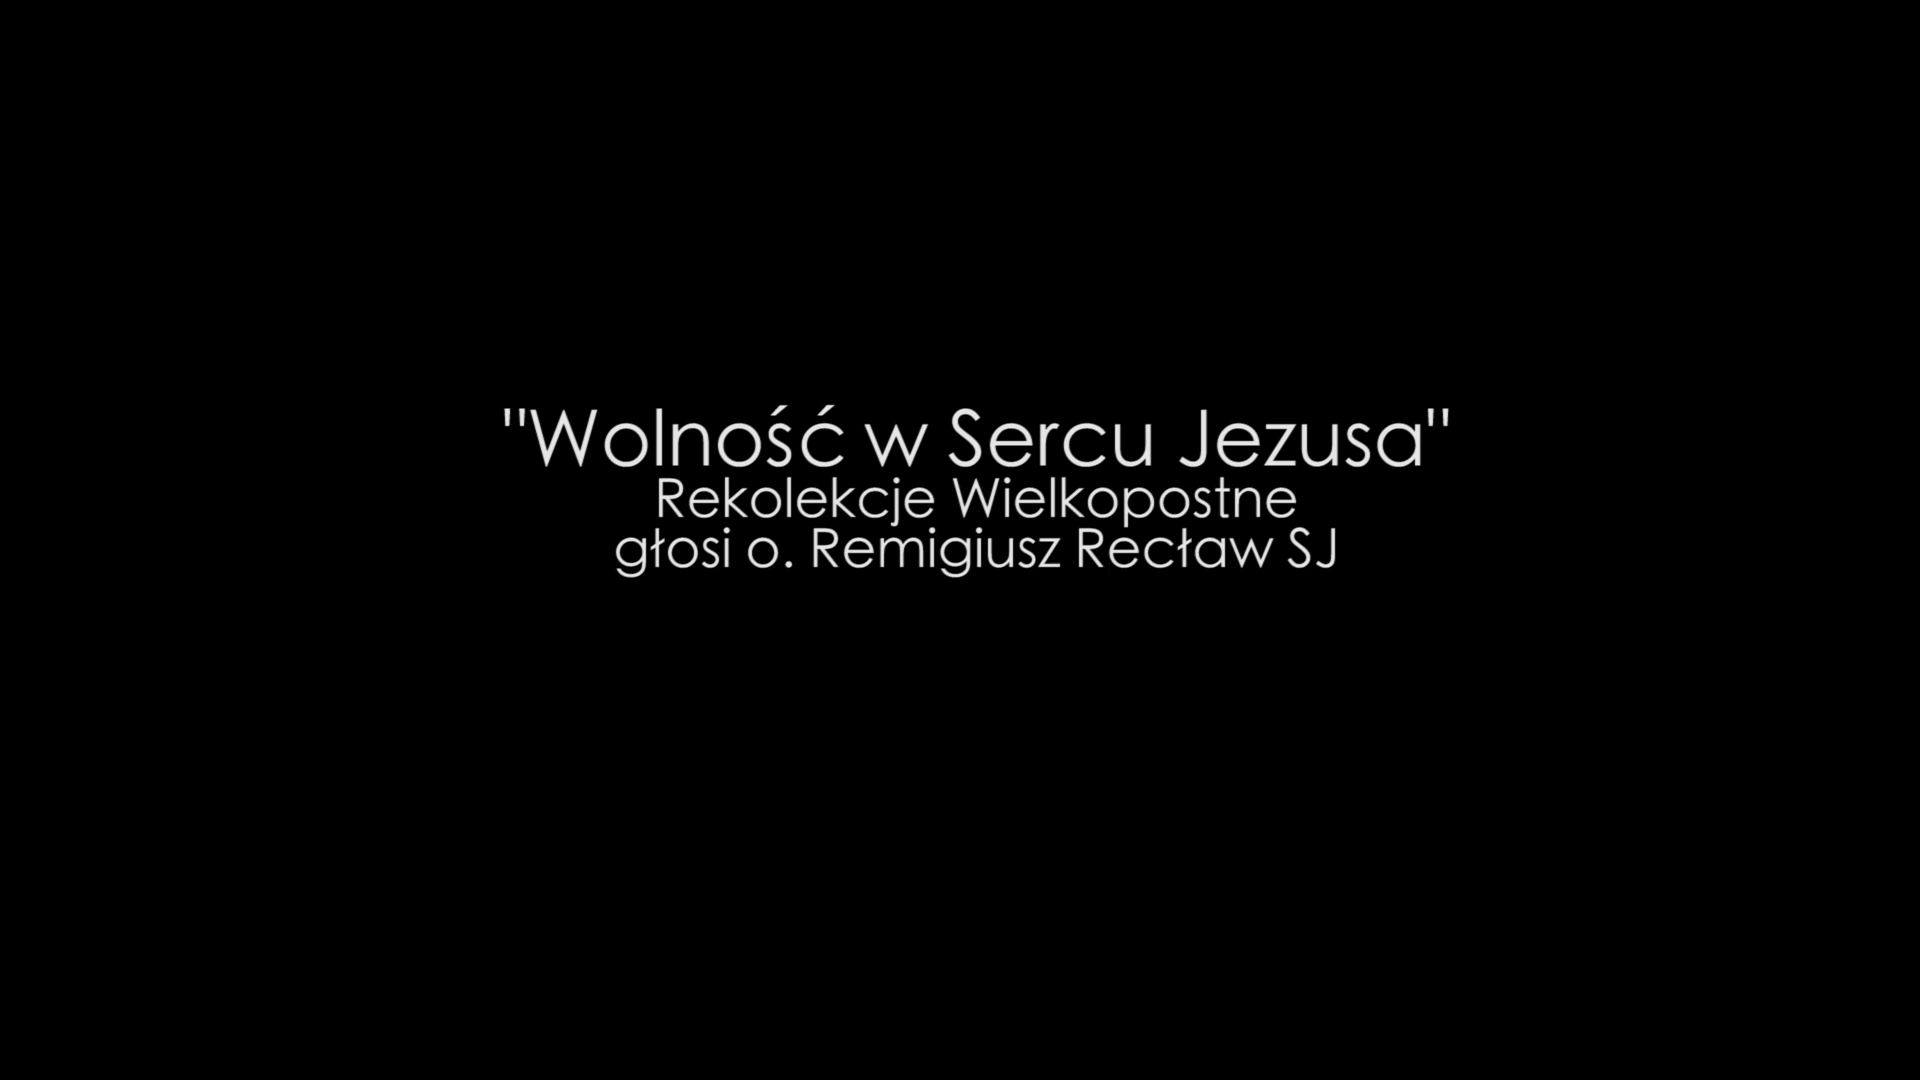 "Wolność w Sercu Jezusa"
Rekolekcje Wielkopostne
głosi o. Remigiusz Recław SJ